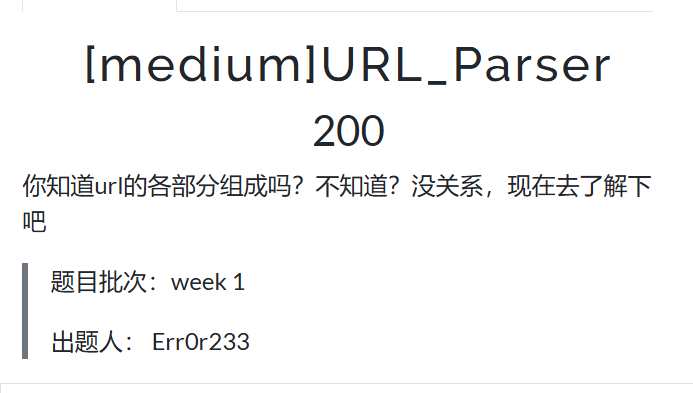 [medium]URL_Parser
200
你知道url的各部分组成吗？不知道？没关系，现在去了解下
吧
题目批次：week 1
出题人： Err0r233